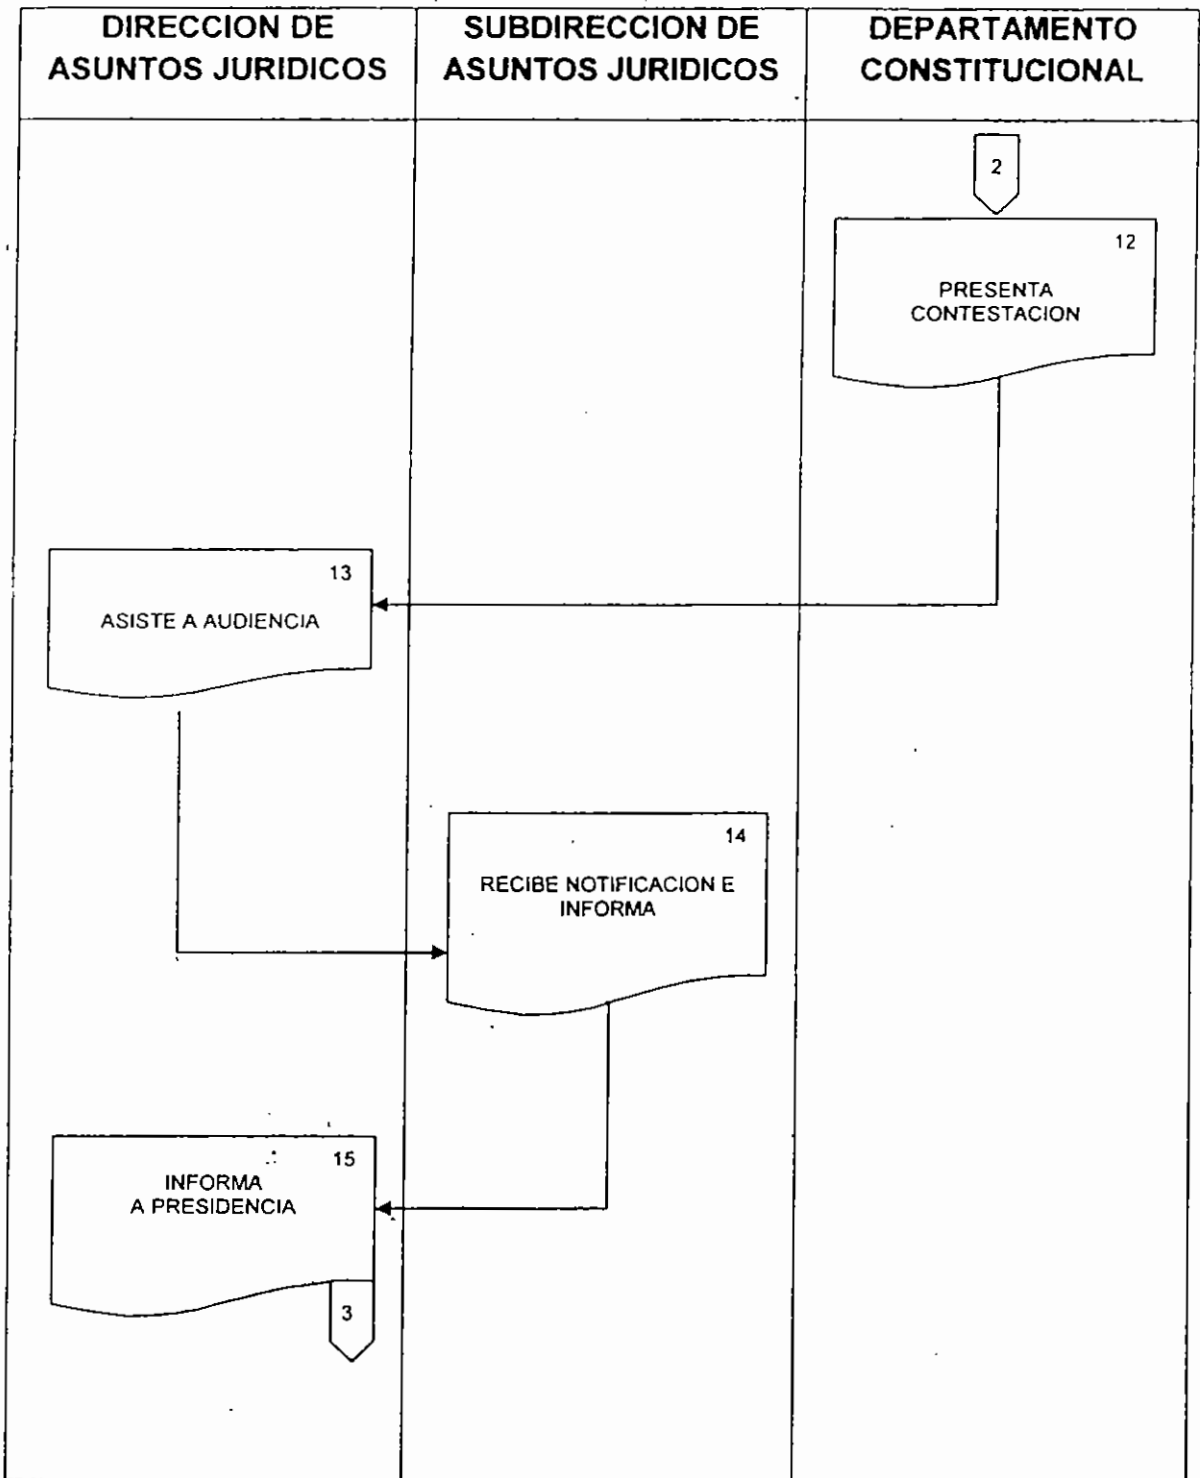 DIRECCION DE
ASUNTOS JURIDICOS
SUBDIRECCION DE
ASUNTOS JURIDICOS
DEPARTAMENTO
CONSTITUCIONAL
2
12
PRESENTA
CONTESTACION
13
ASISTE A AUDIENCIA
14
RECIBE NOTIFICACION E
INFORMA
15
INFORMA
A PRESIDENCIA
3